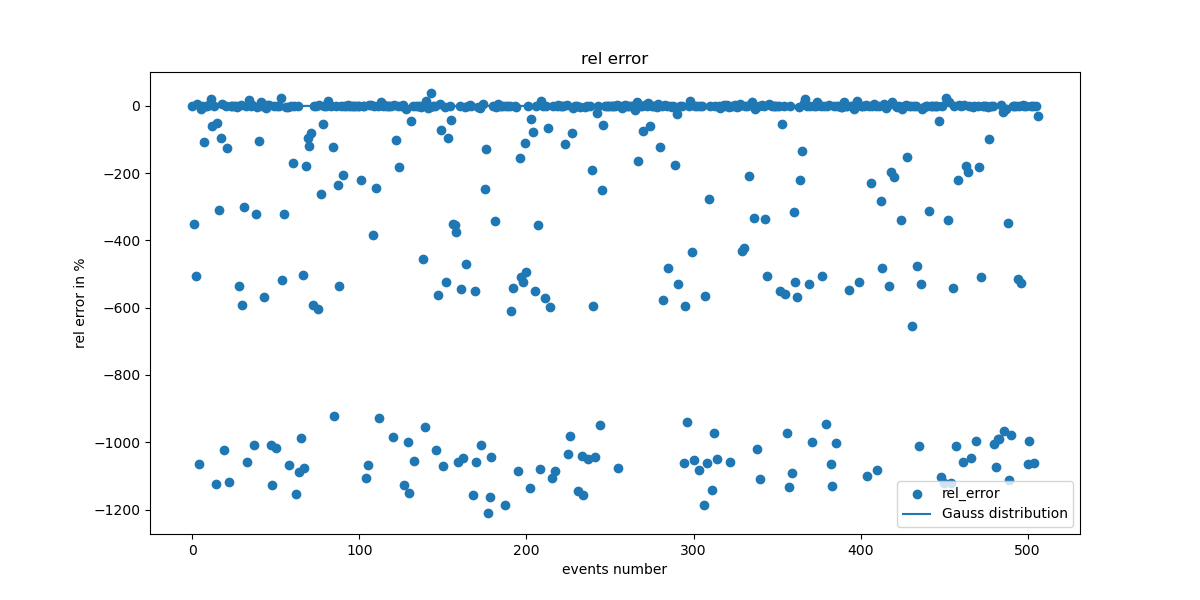 rel error
0
−200
−400
−600
−800
−1000
−1200
rel error in %
0
100
200
300
400
500
events number
rel_error
Gauss distribution